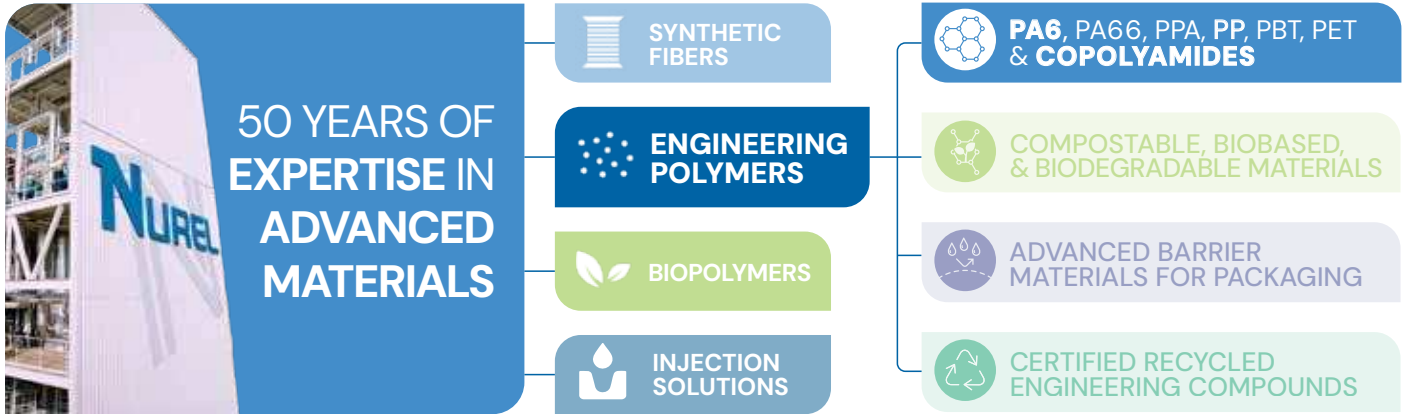 NUREL
50 YEARS OF
EXPERTISE IN
ADVANCED
MATERIALS
SYNTHETIC
FIBERS
ENGINEERING
POLYMERS
BIOPOLYMERS
INJECTION
SOLUTIONS
PA6, PA66, PPA, PP, PBT, PET
& COPOLYAMIDES
COMPOSTABLE, BIOBASED,
& BIODEGRADABLE MATERIALS
ADVANCED BARRIER
MATERIALS FOR PACKAGING
CERTIFIED RECYCLED
ENGINEERING COMPOUNDS